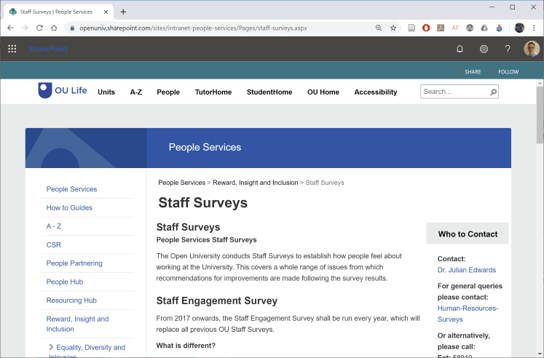 Staff Surveys | People Services
openuniv.sharepoint.com/sites/intranet-people-services/Pages/staff-surveys.aspx
SharePoint
SHARE
FOLLOW
OU Life
Units
A-Z
People
TutorHome
StudentHome
OU Home
Accessibility
Search...
People Services
People Services
How to Guides
A - Z
CSR
People Partnering
People Hub
Resourcing Hub
Reward, Insight and
Inclusion
Equality, Diversity and
Inclusion
People Services > Reward, Insight and Inclusion > Staff Surveys
Staff Surveys
Staff Surveys
People Services Staff Surveys
The Open University conducts Staff Surveys to establish how people feel about
working at the University. This covers a whole range of issues from which
recommendations for improvements are made following the survey results.
Staff Engagement Survey
From 2017 onwards, the Staff Engagement Survey shall be run every year, which will
replace all previous OU Staff Surveys.
What is different?
Who to Contact
Contact:
Dr. Julian Edwards
For general queries
please contact:
Human-Resources-
Surveys
Or alternatively,
please call:
Ext: 58919